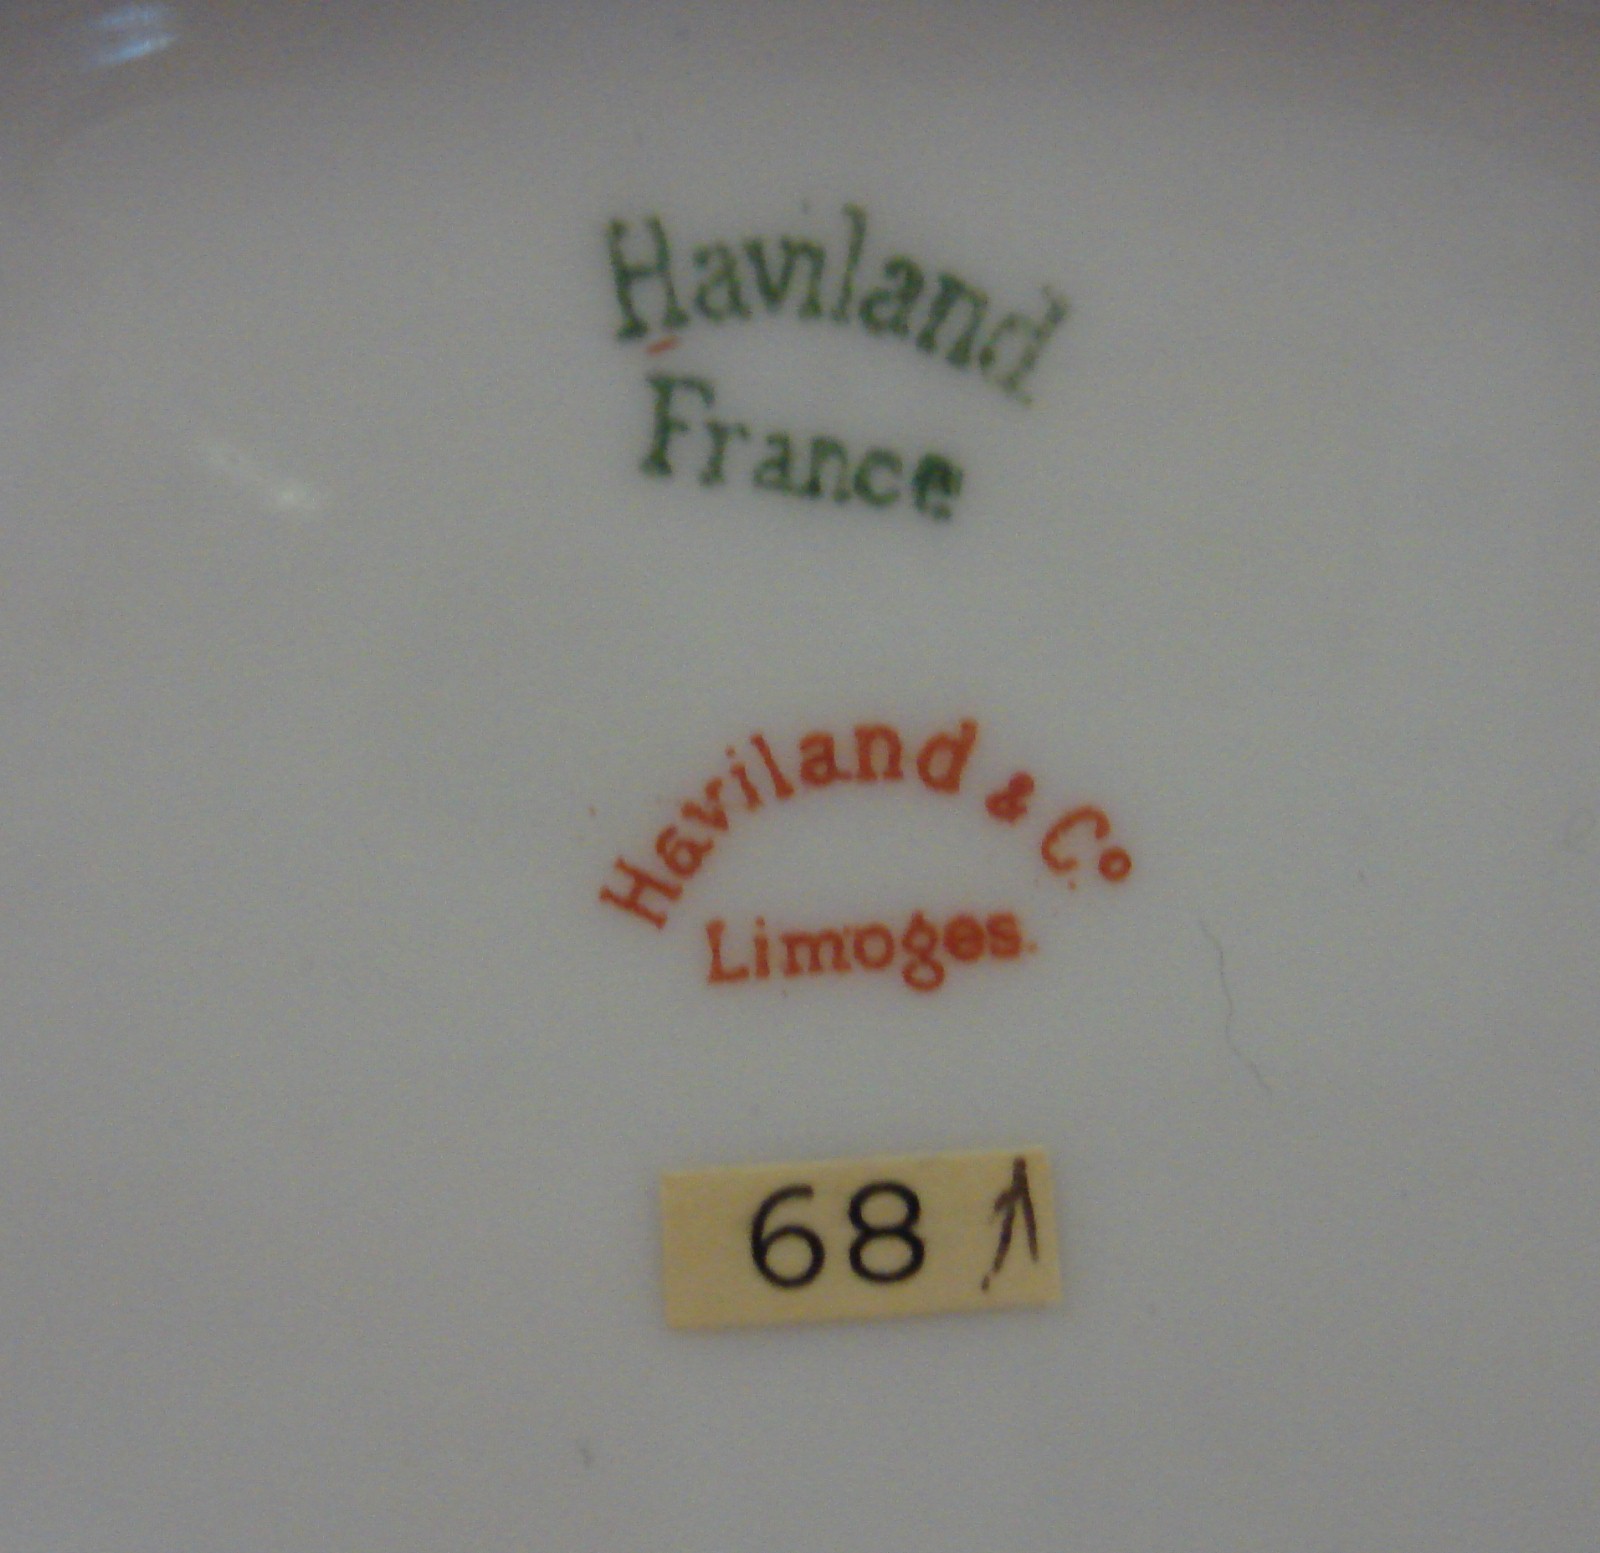 Haviland
France
Haviland & Co
Limoges.
68